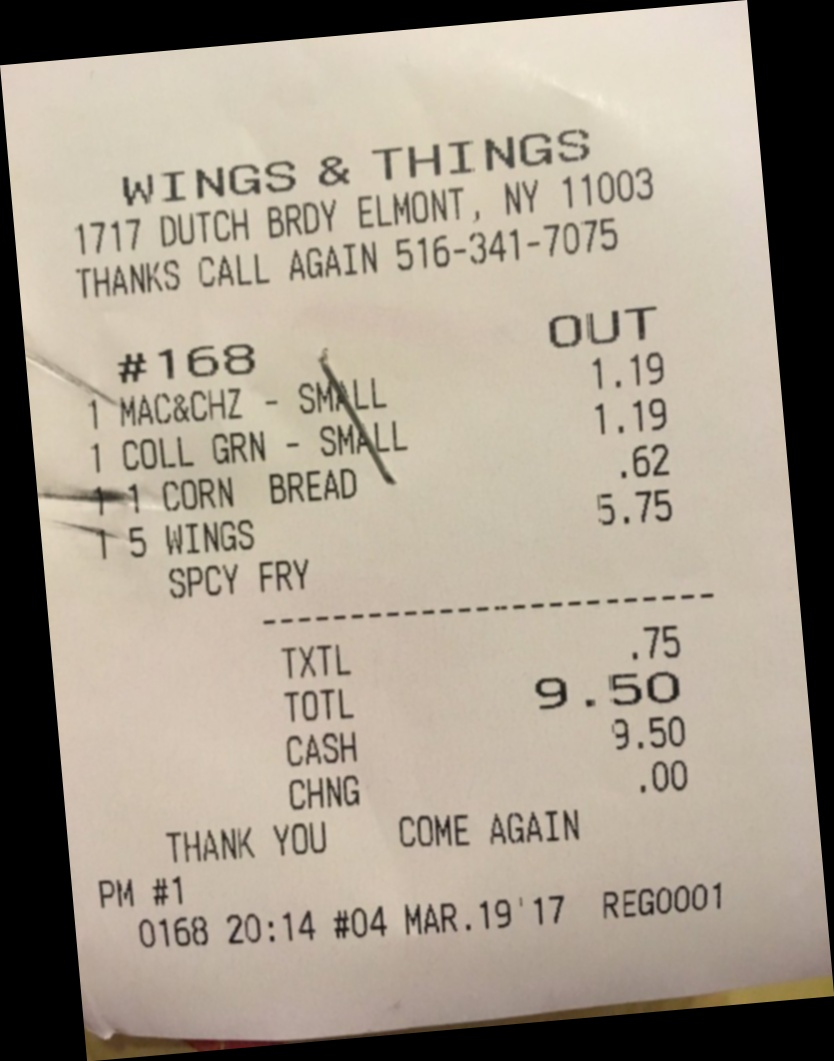 WINGS & THINGS
1717 DUTCH BRDY ELMONT, NY 11003
THANKS CALL AGAIN 516-341-7075
#168 OUT
1 MAC&CHZ - SMALL 1.19
1 COLL GRN - SMALL 1.19
1 1 CORN BREAD .62
1 5 WINGS 5.75
SPCY FRY
-------------------------
TXTL .75
TOTL 9.50
CASH 9.50
CHNG .00
THANK YOU COME AGAIN
PM #1
0168 20:14 #04 MAR.19'17 REG0001